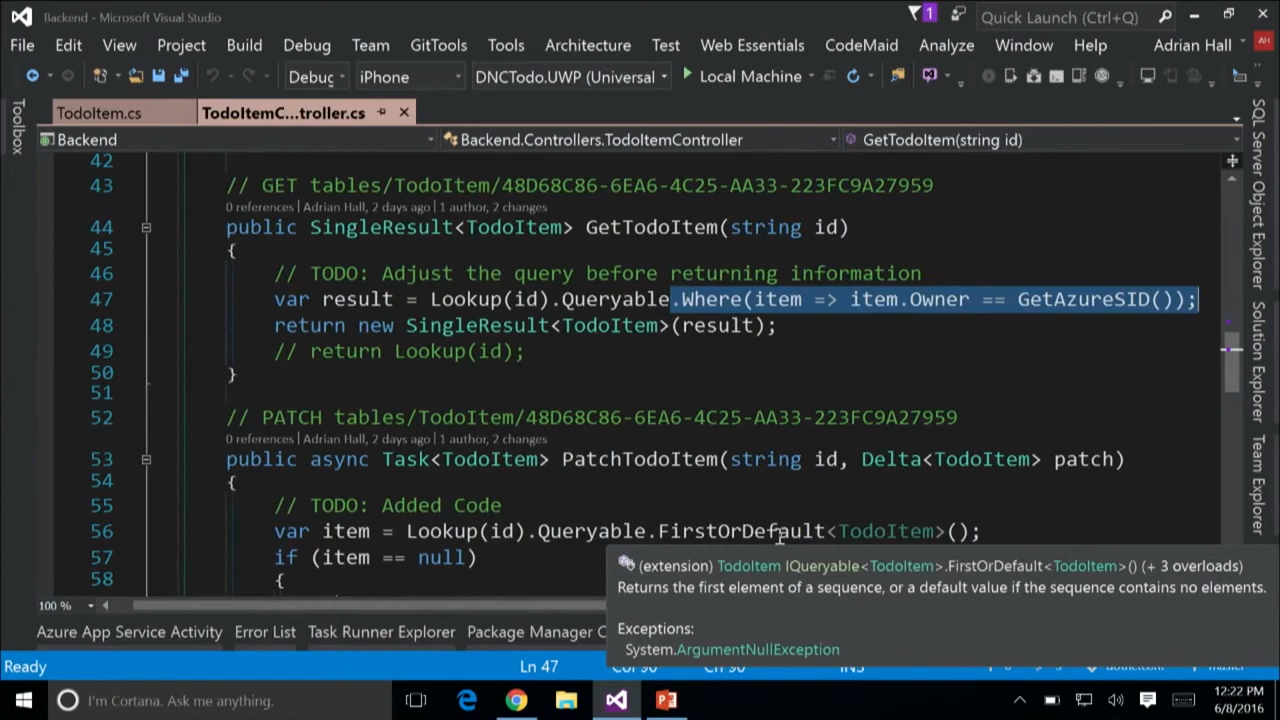 Backend - Microsoft Visual Studio
1
Quick Launch (Ctrl+Q)
File Edit View Project Build Debug Team GitTools Tools Architecture Test Web Essentials CodeMaid Analyze Window Help Adrian Hall AH
Debug iPhone DNCTodo.UWP (Universal Local Machine
Toolbox
TodoItem.cs TodoItemC...troller.cs
Backend Backend.Controllers.TodoItemController GetTodoItem(string id)
42
43 // GET tables/TodoItem/48D68C86-6EA6-4C25-AA33-223FC9A27959
0 references | Adrian Hall, 2 days ago | 1 author, 2 changes
44 public SingleResult<TodoItem> GetTodoItem(string id)
45 {
46 // TODO: Adjust the query before returning information
47 var result = Lookup(id).Queryable.Where(item => item.Owner == GetAzureSID());
48 return new SingleResult<TodoItem>(result);
49 // return Lookup(id);
50 }
51
52 // PATCH tables/TodoItem/48D68C86-6EA6-4C25-AA33-223FC9A27959
0 references | Adrian Hall, 2 days ago | 1 author, 2 changes
53 public async Task<TodoItem> PatchTodoItem(string id, Delta<TodoItem> patch)
54 {
55 // TODO: Added Code
56 var item = Lookup(id).Queryable.FirstOrDefault<TodoItem>();
57 if (item == null)
58 {
(extension) TodoItem IQueryable<TodoItem>.FirstOrDefault<TodoItem>() (+ 3 overloads)
Returns the first element of a sequence, or a default value if the sequence contains no elements.
Exceptions:
System.ArgumentNullException
SQL Server Object Explorer
Solution Explorer
Team Explorer
100 %
Azure App Service Activity Error List Task Runner Explorer Package Manager C
Ready Ln 47
I'm Cortana. Ask me anything.
12:22 PM
6/8/2016